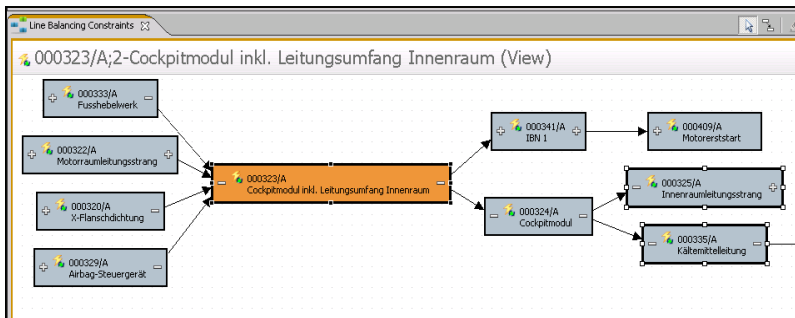 Line Balancing Constraints
000323/A;2-Cockpitmodul inkl. Leitungsumfang Innenraum (View)
000333/A
Fusshebelwerk
000322/A
Motorraumleitungsstrang
000320/A
X-Flanschdichtung
000329/A
Airbag-Steuergerät
000323/A
Cockpitmodul inkl. Leitungsumfang Innenraum
000341/A
IBN 1
000409/A
Motorerststart
000324/A
Cockpitmodul
000325/A
Innenraumleitungsstrang
000335/A
Kältemittelleitung